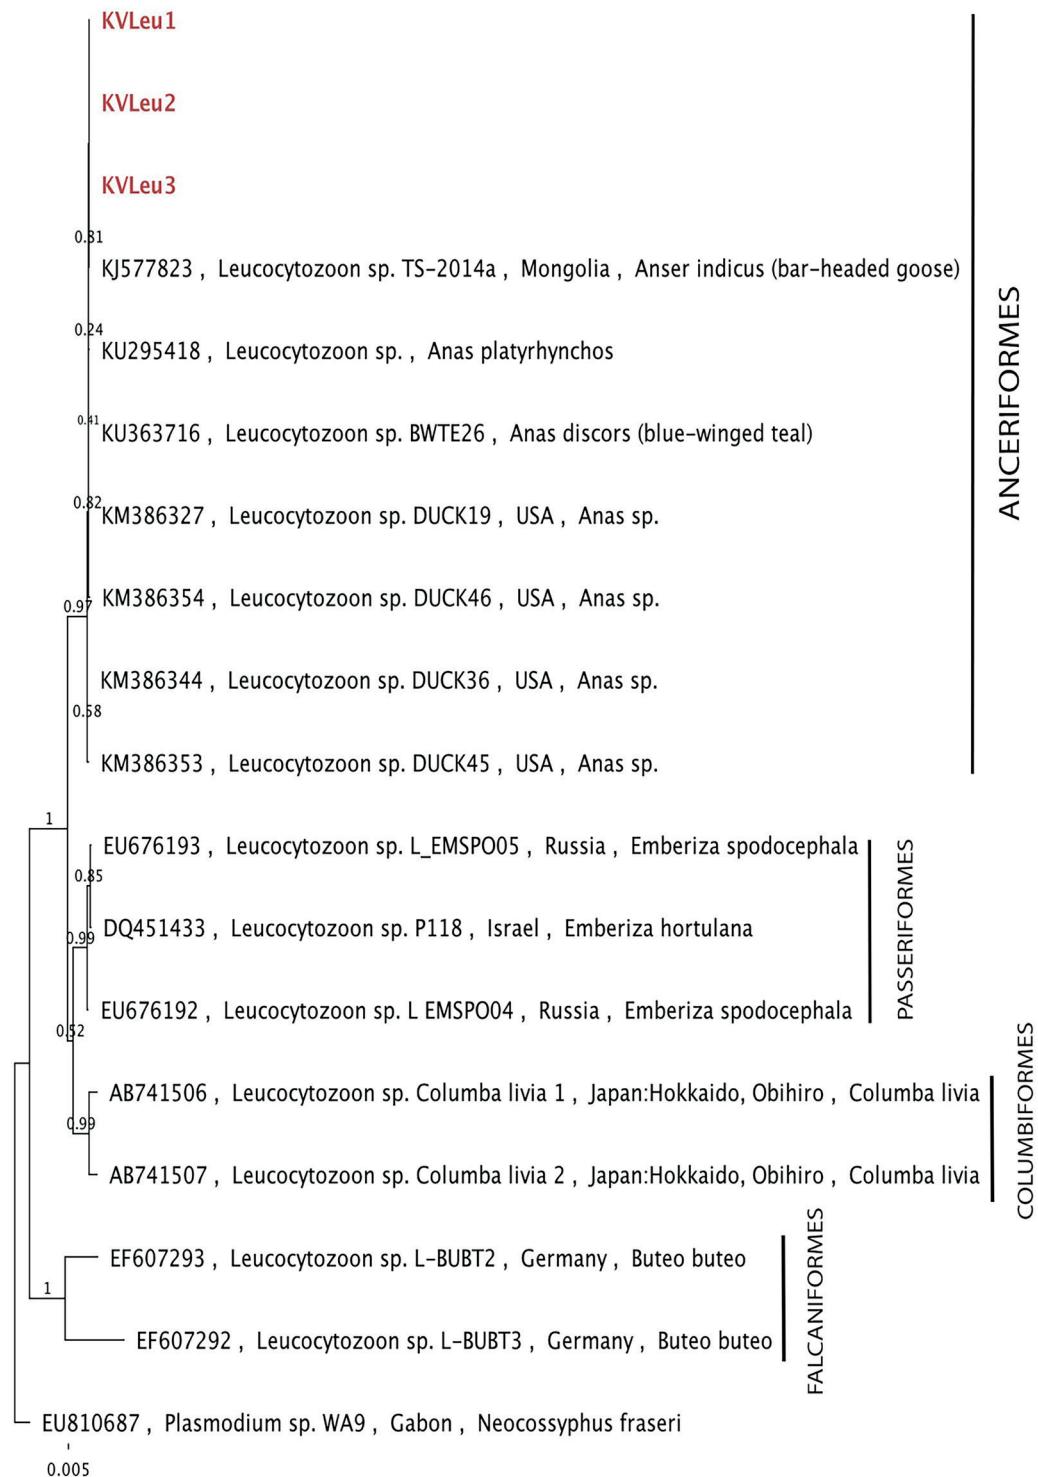 KVLeu1
KVLeu2
KVLeu3
0.81
KJ577823 , Leucocytozoon sp. TS-2014a , Mongolia , Anser indicus (bar-headed goose)
0.24
KU295418 , Leucocytozoon sp. , Anas platyrhynchos
0.41
KU363716 , Leucocytozoon sp. BWTE26 , Anas discors (blue-winged teal)
0.82
KM386327 , Leucocytozoon sp. DUCK19 , USA , Anas sp.
KM386354 , Leucocytozoon sp. DUCK46 , USA , Anas sp.
0.97
KM386344 , Leucocytozoon sp. DUCK36 , USA , Anas sp.
0.58
KM386353 , Leucocytozoon sp. DUCK45 , USA , Anas sp.
ANCERIFORMES
1
EU676193 , Leucocytozoon sp. L_EMSPO05 , Russia , Emberiza spodocephala
0.85
DQ451433 , Leucocytozoon sp. P118 , Israel , Emberiza hortulana
0.99
EU676192 , Leucocytozoon sp. L EMSPO04 , Russia , Emberiza spodocephala
PASSERIFORMES
0.52
AB741506 , Leucocytozoon sp. Columba livia 1 , Japan:Hokkaido, Obihiro , Columba livia
0.99
AB741507 , Leucocytozoon sp. Columba livia 2 , Japan:Hokkaido, Obihiro , Columba livia
COLUMBIFORMES
EF607293 , Leucocytozoon sp. L-BUBT2 , Germany , Buteo buteo
1
EF607292 , Leucocytozoon sp. L-BUBT3 , Germany , Buteo buteo
FALCANIFORMES
EU810687 , Plasmodium sp. WA9 , Gabon , Neocossyphus fraseri
0.005